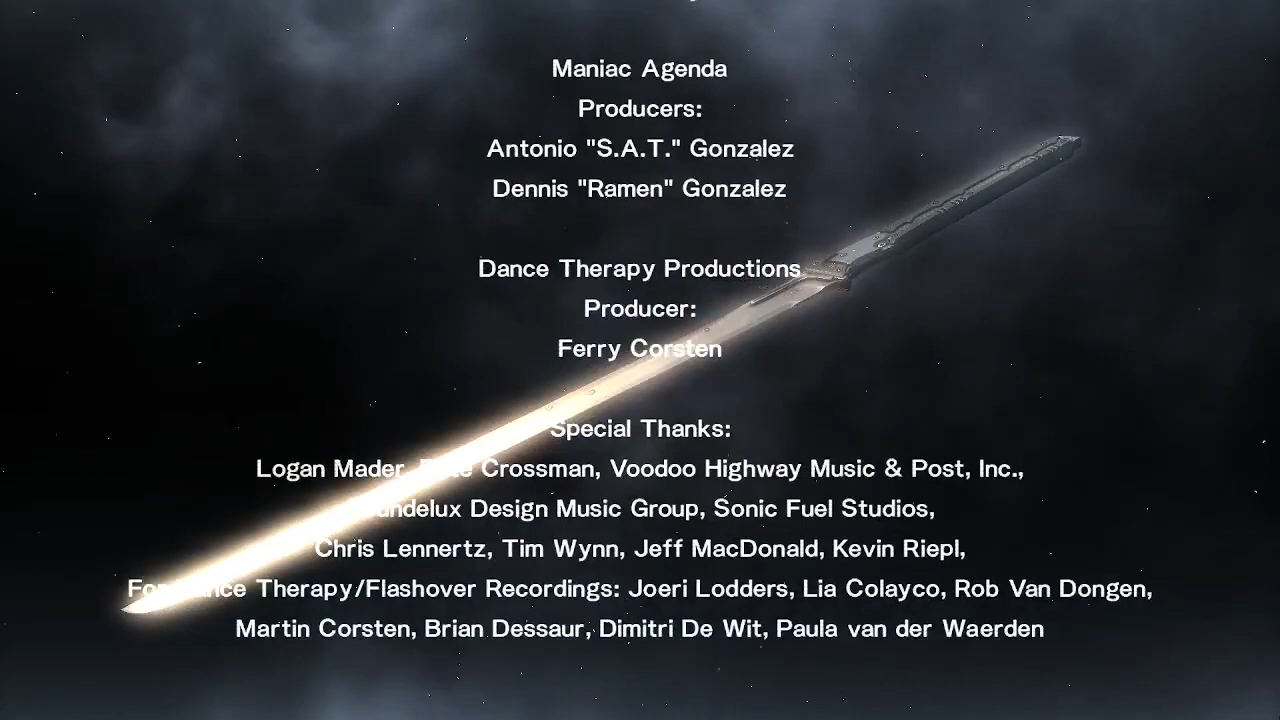 Maniac Agenda
Producers:
Antonio "S.A.T." Gonzalez
Dennis "Ramen" Gonzalez
Dance Therapy Productions
Producer:
Ferry Corsten
Special Thanks:
Logan Mader, Crossman, Voodoo Highway Music & Post, Inc.,
Design Music Group, Sonic Fuel Studios,
Chris Lennertz, Tim Wynn, Jeff MacDonald, Kevin Riepl,
For Dance Therapy/Flashover Recordings: Joeri Lodders, Lia Colayco, Rob Van Dongen,
Martin Corsten, Brian Dessaur, Dimitri De Wit, Paula van der Waerden